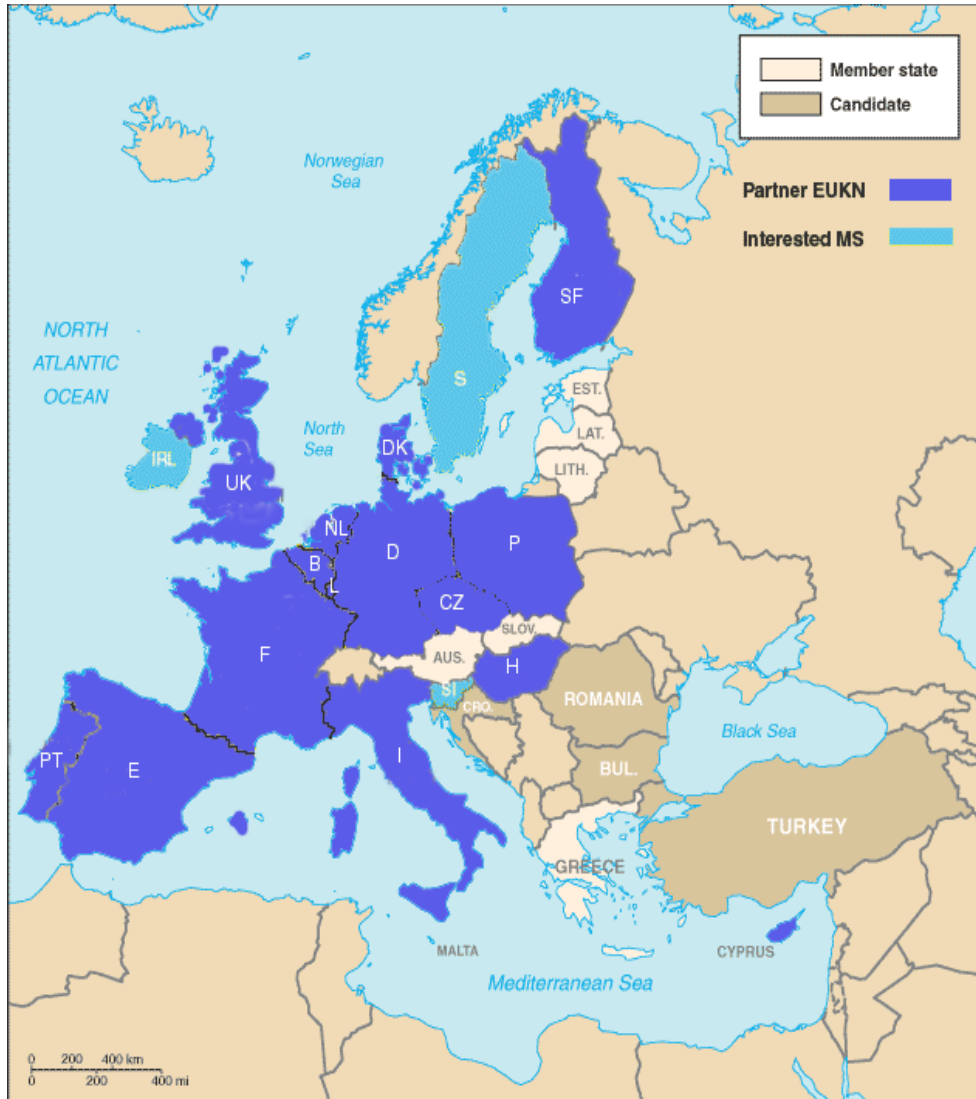 Member state
Candidate
Partner EUKN
Interested MS
Norwegian
Sea
NORTH
ATLANTIC
OCEAN
North
Sea
SF
S
EST.
LAT.
LITH.
IRL
UK
DK
NL
B
L
D
P
CZ
SLOV.
AUS.
H
F
SI
CRO.
ROMANIA
BUL.
Black Sea
PT
E
I
TURKEY
GREECE
MALTA
CYPRUS
Mediterranean Sea
0 200 400 km
0 200 400 mi